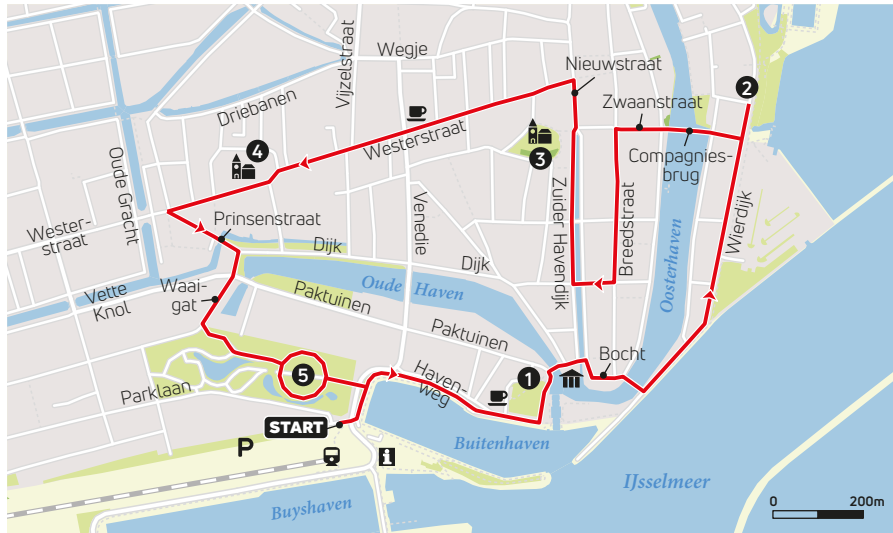 Wegje
Vijzelstraat
Nieuwstraat
2
Driebanen
Zwaanstraat
Oude Gracht
4
Westerstraat
3
Compagnies-
brug
Wester-
straat
Prinsenstraat
Venedie
Zuider Havendijk
Breedstraat
Oosterhaven
Wierdijk
Dijk
Dijk
Vette
Knol
Waai-
gat
Oude Haven
Paktuinen
Paktuinen
Bocht
Parklaan
5
Haven-
weg
1
START
P
i
Buitenhaven
IJsselmeer
Buyshaven
0 200m